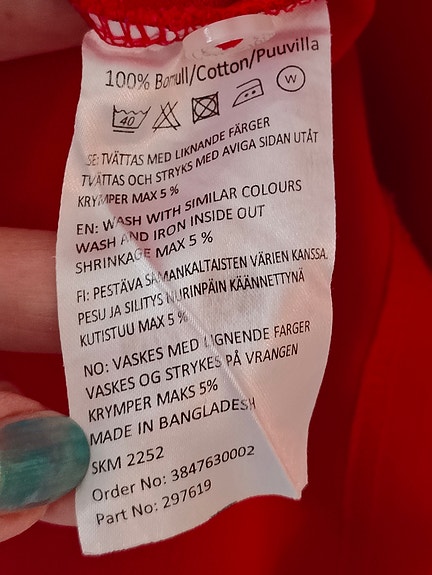 100% Bomull/Cotton/Puuvilla
40 W
SE: TVÄTTAS MED LIKNANDE FÄRGER
TVÄTTAS OCH STRYKS MED AVIGA SIDAN UTÅT
KRYMPER MAX 5 %
EN: WASH WITH SIMILAR COLOURS
WASH AND IRON INSIDE OUT
SHRINKAGE MAX 5 %
FI: PESTÄVÄ SAMANKALTAISTEN VÄRIEN KANSSA.
PESU JA SILITYS NURINPÄIN KÄÄNNETTYNÄ
KUTISTUU MAX 5 %
NO: VASKES MED LIGNENDE FARGER
VASKES OG STRYKES PÅ VRANGEN
KRYMPER MAKS 5%
MADE IN BANGLADESH
SKM 2252
Order No: 3847630002
Part No: 297619